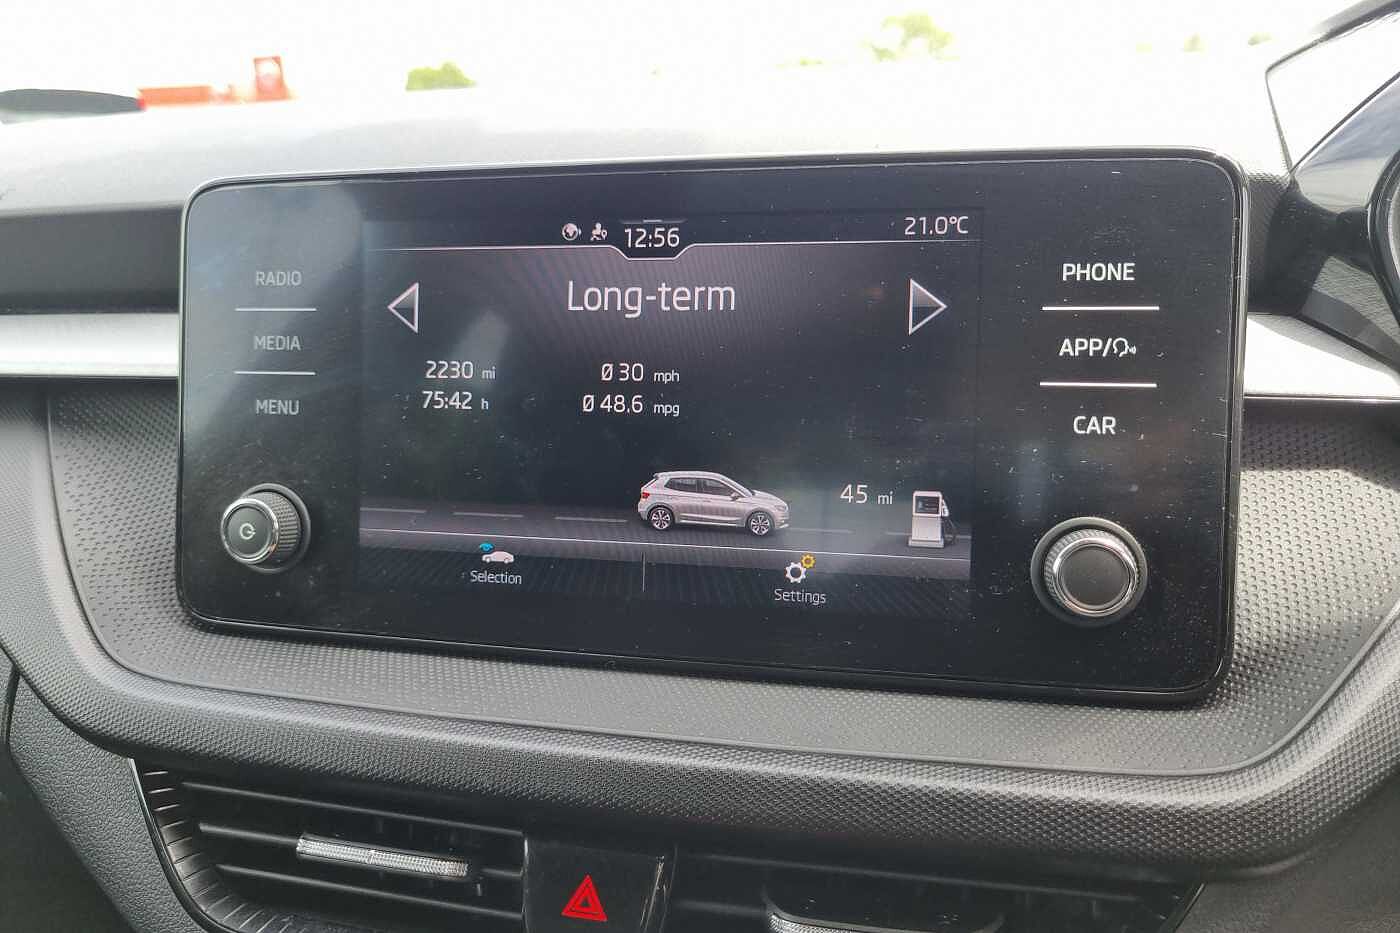 12:56
21.0°C
RADIO
MEDIA
MENU
Long-term
2230 mi
75:42 h
Ø 30 mph
Ø 48.6 mpg
45 mi
Selection
Settings
PHONE
APP/
CAR